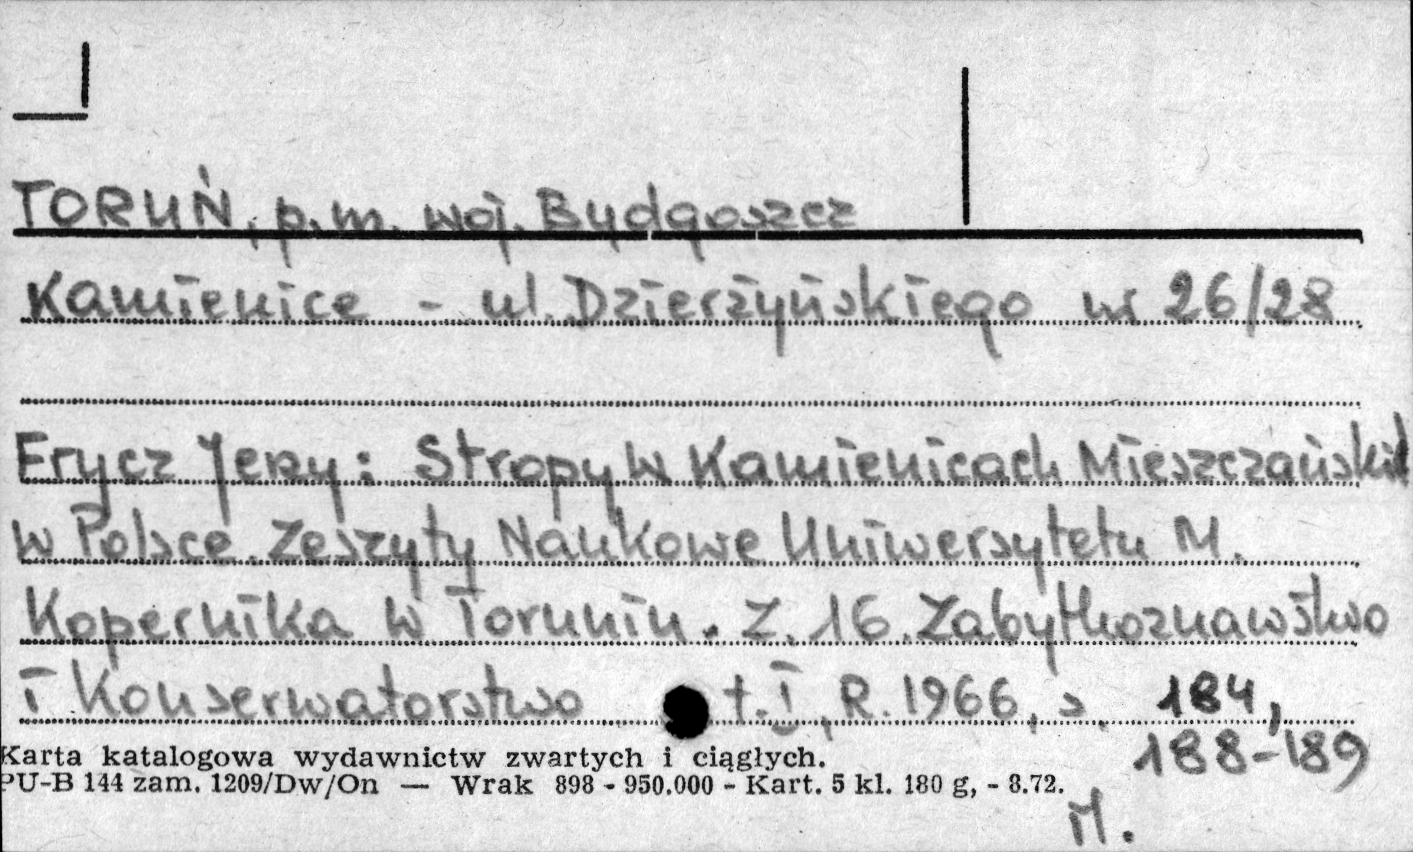 TORUŃ, p.m. woj. Bydgoszcz
Kamienice - ul. Dzierżyńskiego nr 26/28
Frycz Jerzy: Stropy w Kamienicach Mieszczańskich
w Polsce. Zeszyty Naukowe Uniwersytetu M.
Kopernika w Toruniu. Z. 16. Zabytkoznawstwo
i Konserwatorstwo t. I, R. 1966, s. 184,
188-189
Karta katalogowa wydawnictw zwartych i ciągłych.
PU-B 144 zam. 1209/Dw/On — Wrak 898 - 950.000 - Kart. 5 kl. 180 g, - 8.72.
M.